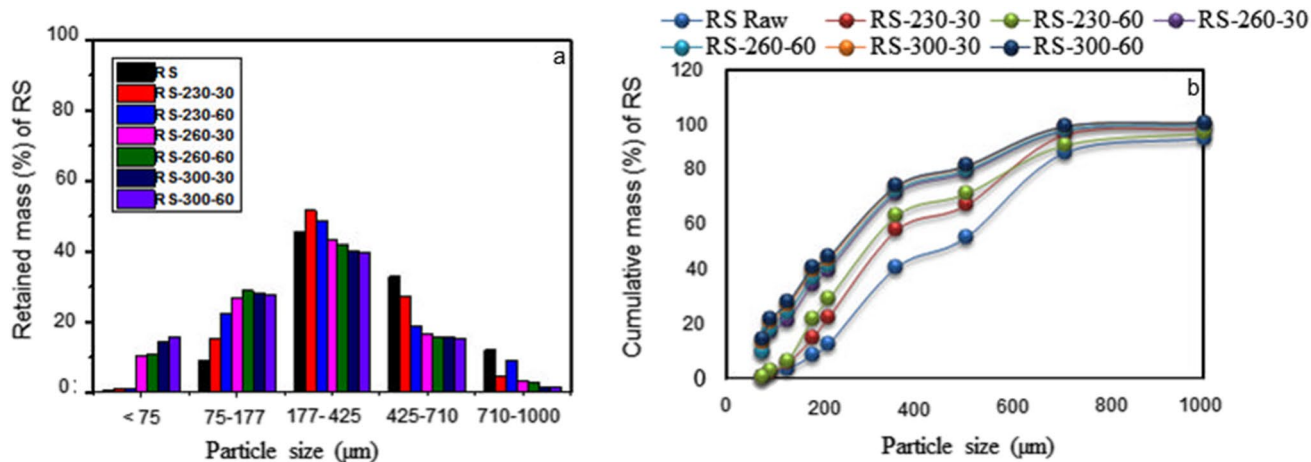 a
100
80
60
40
20
0
Retained mass (%) of RS
RS
RS-230-30
RS-230-60
RS-260-30
RS-260-60
RS-300-30
RS-300-60
< 75
75-177
177-425
425-710
710-1000
Particle size (µm)
RS Raw RS-230-30 RS-230-60 RS-260-30
RS-260-60 RS-300-30 RS-300-60
b
120
100
80
60
40
20
0
Cumulative mass (%) of RS
0 200 400 600 800 1000
Particle size (µm)